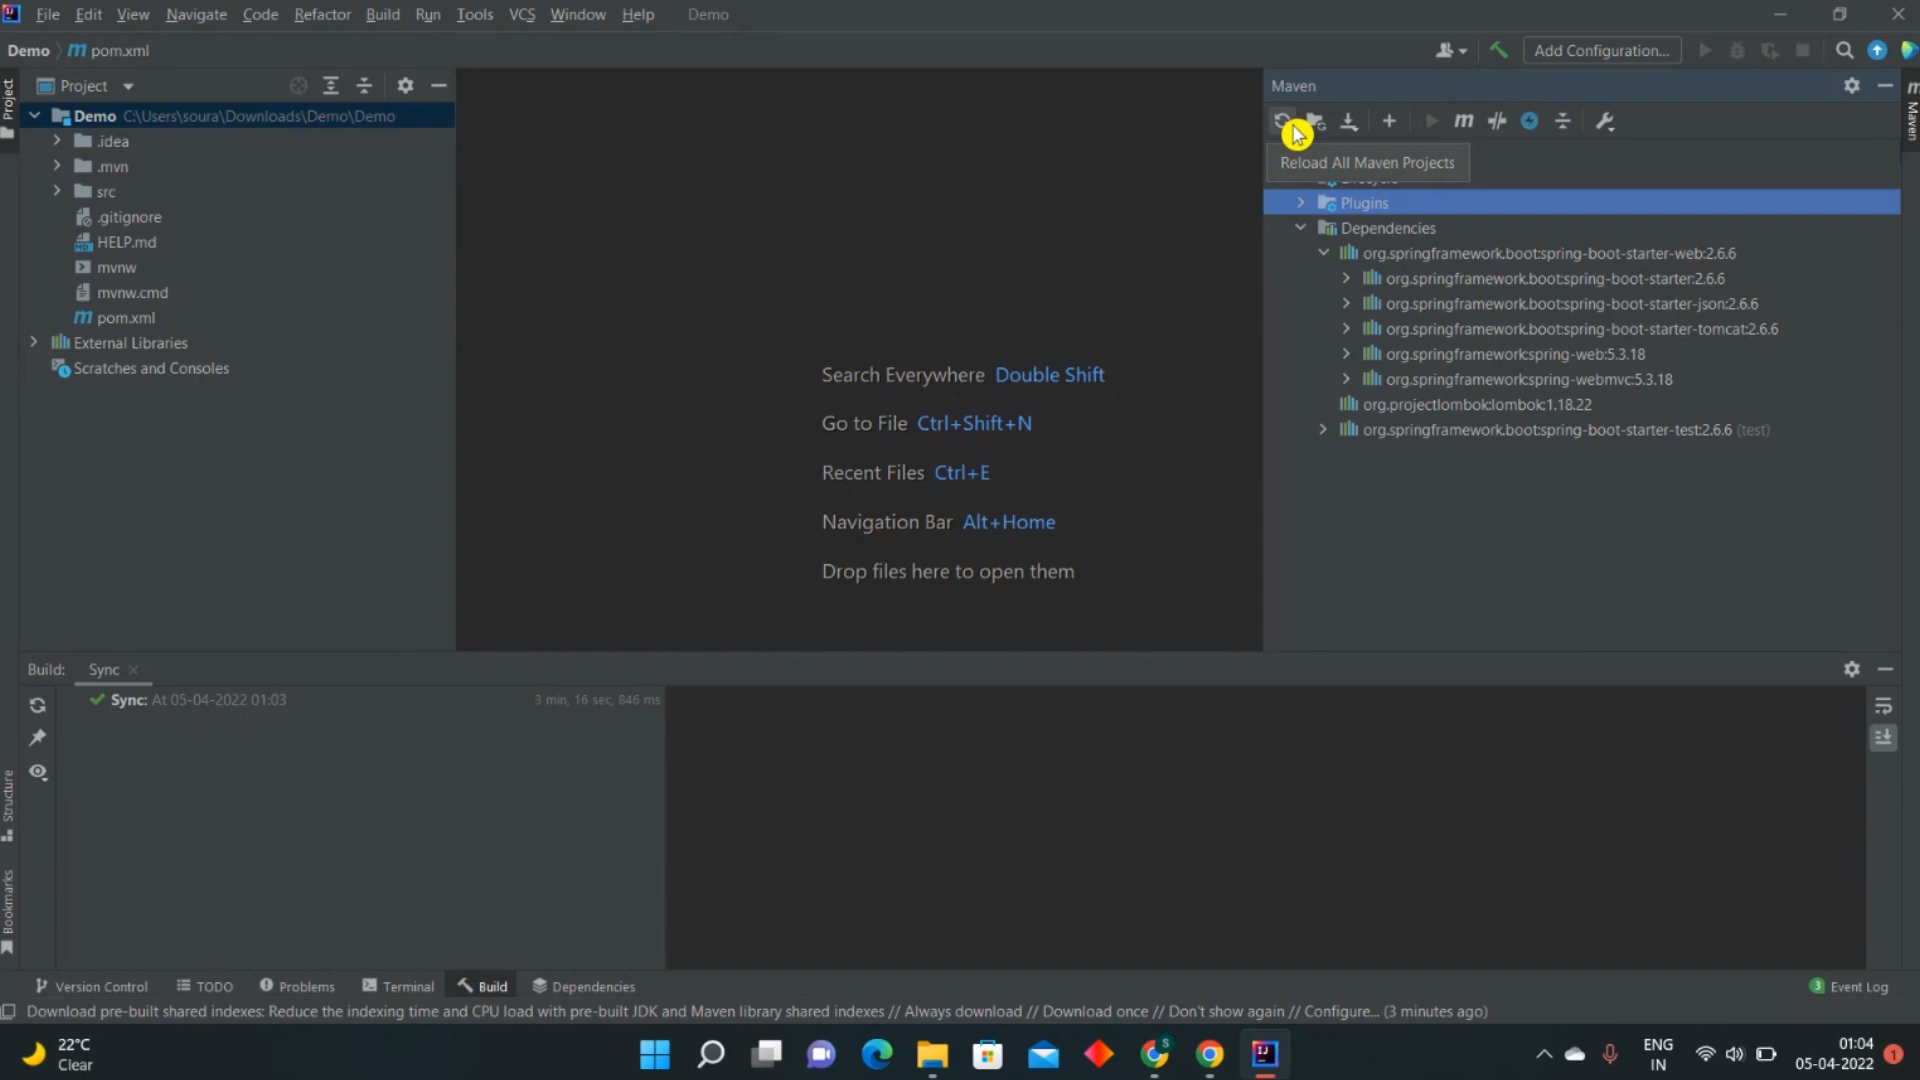 File Edit View Navigate Code Refactor Build Run Tools VCS Window Help Demo
Demo pom.xml
Add Configuration...
Project
Project
Demo C:\Users\soura\Downloads\Demo\Demo
.idea
.mvn
src
.gitignore
HELP.md
mvnw
mvnw.cmd
pom.xml
External Libraries
Scratches and Consoles
Search Everywhere Double Shift
Go to File Ctrl+Shift+N
Recent Files Ctrl+E
Navigation Bar Alt+Home
Drop files here to open them
Maven
Maven
Reload All Maven Projects
Plugins
Dependencies
org.springframework.boot:spring-boot-starter-web:2.6.6
org.springframework.boot:spring-boot-starter:2.6.6
org.springframework.boot:spring-boot-starter-json:2.6.6
org.springframework.boot:spring-boot-starter-tomcat:2.6.6
org.springframework:spring-web:5.3.18
org.springframework:spring-webmvc:5.3.18
org.projectlombok:lombok:1.18.22
org.springframework.boot:spring-boot-starter-test:2.6.6 (test)
Build: Sync
Sync: At 05-04-2022 01:03 3 min, 16 sec, 846 ms
Structure
Bookmarks
Version Control TODO Problems Terminal Build Dependencies 3 Event Log
Download pre-built shared indexes: Reduce the indexing time and CPU load with pre-built JDK and Maven library shared indexes // Always download // Download once // Don't show again // Configure... (3 minutes ago)
22°C
Clear
ENG
IN
01:04
05-04-2022
1